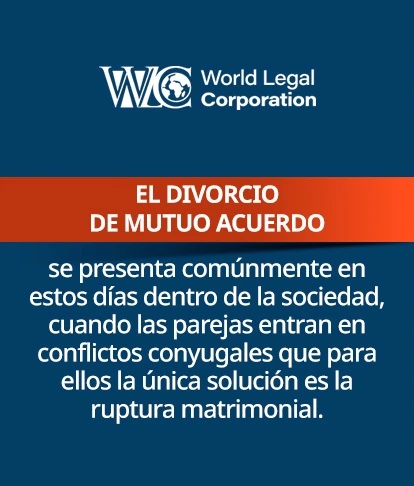 WC World Legal
Corporation
EL DIVORCIO
DE MUTUO ACUERDO
se presenta comúnmente en
estos días dentro de la sociedad,
cuando las parejas entran en
conflictos conyugales que para
ellos la única solución es la
ruptura matrimonial.